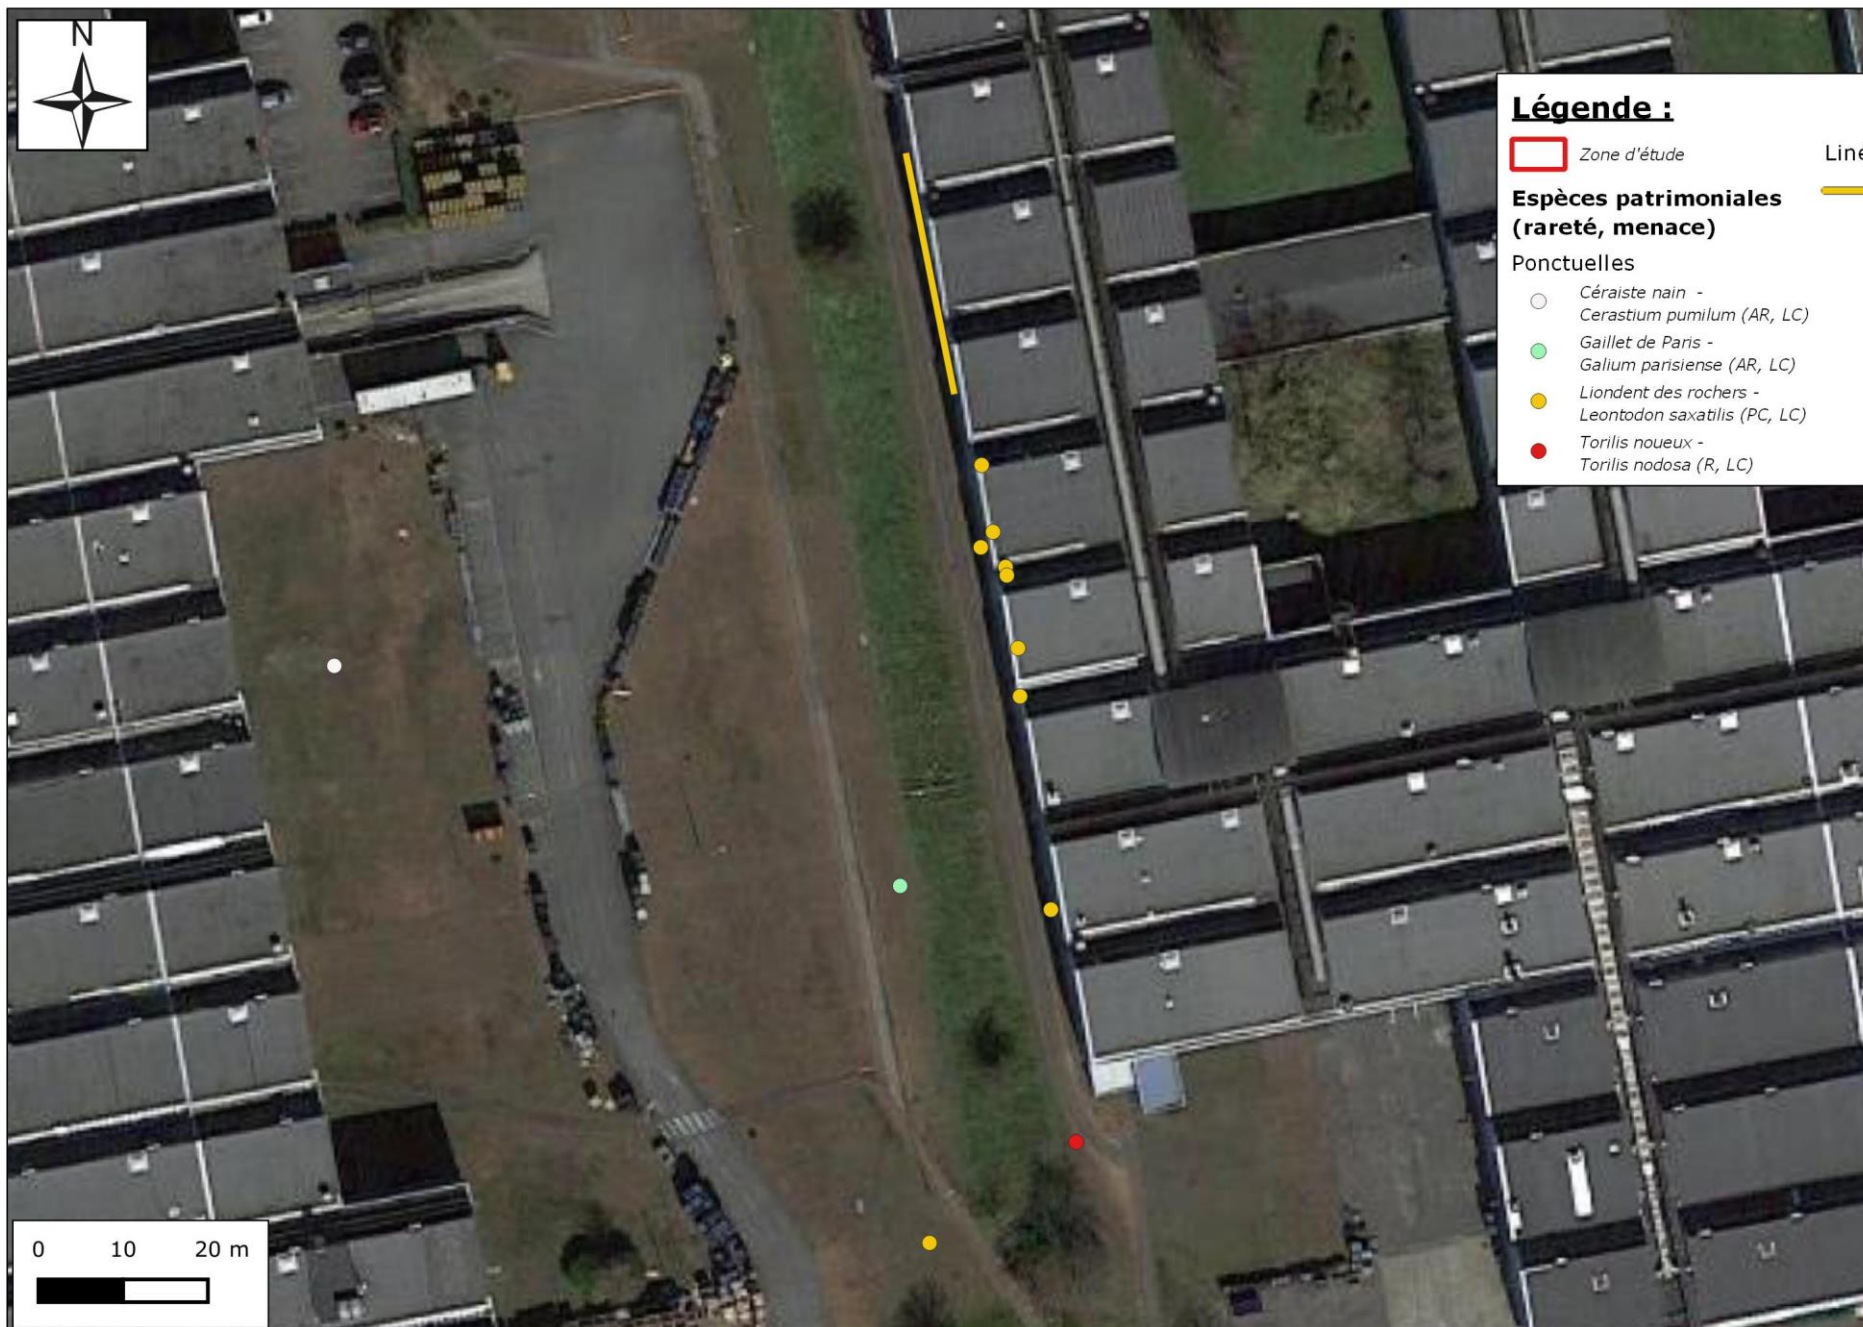 N
Légende :
Zone d'étude
Espèces patrimoniales
(rareté, menace)
Ponctuelles
Céraiste nain -
Cerastium pumilum (AR, LC)
Gaillet de Paris -
Galium parisiense (AR, LC)
Liondent des rochers -
Leontodon saxatilis (PC, LC)
Torilis noueux -
Torilis nodosa (R, LC)
Liné
0 10 20 m